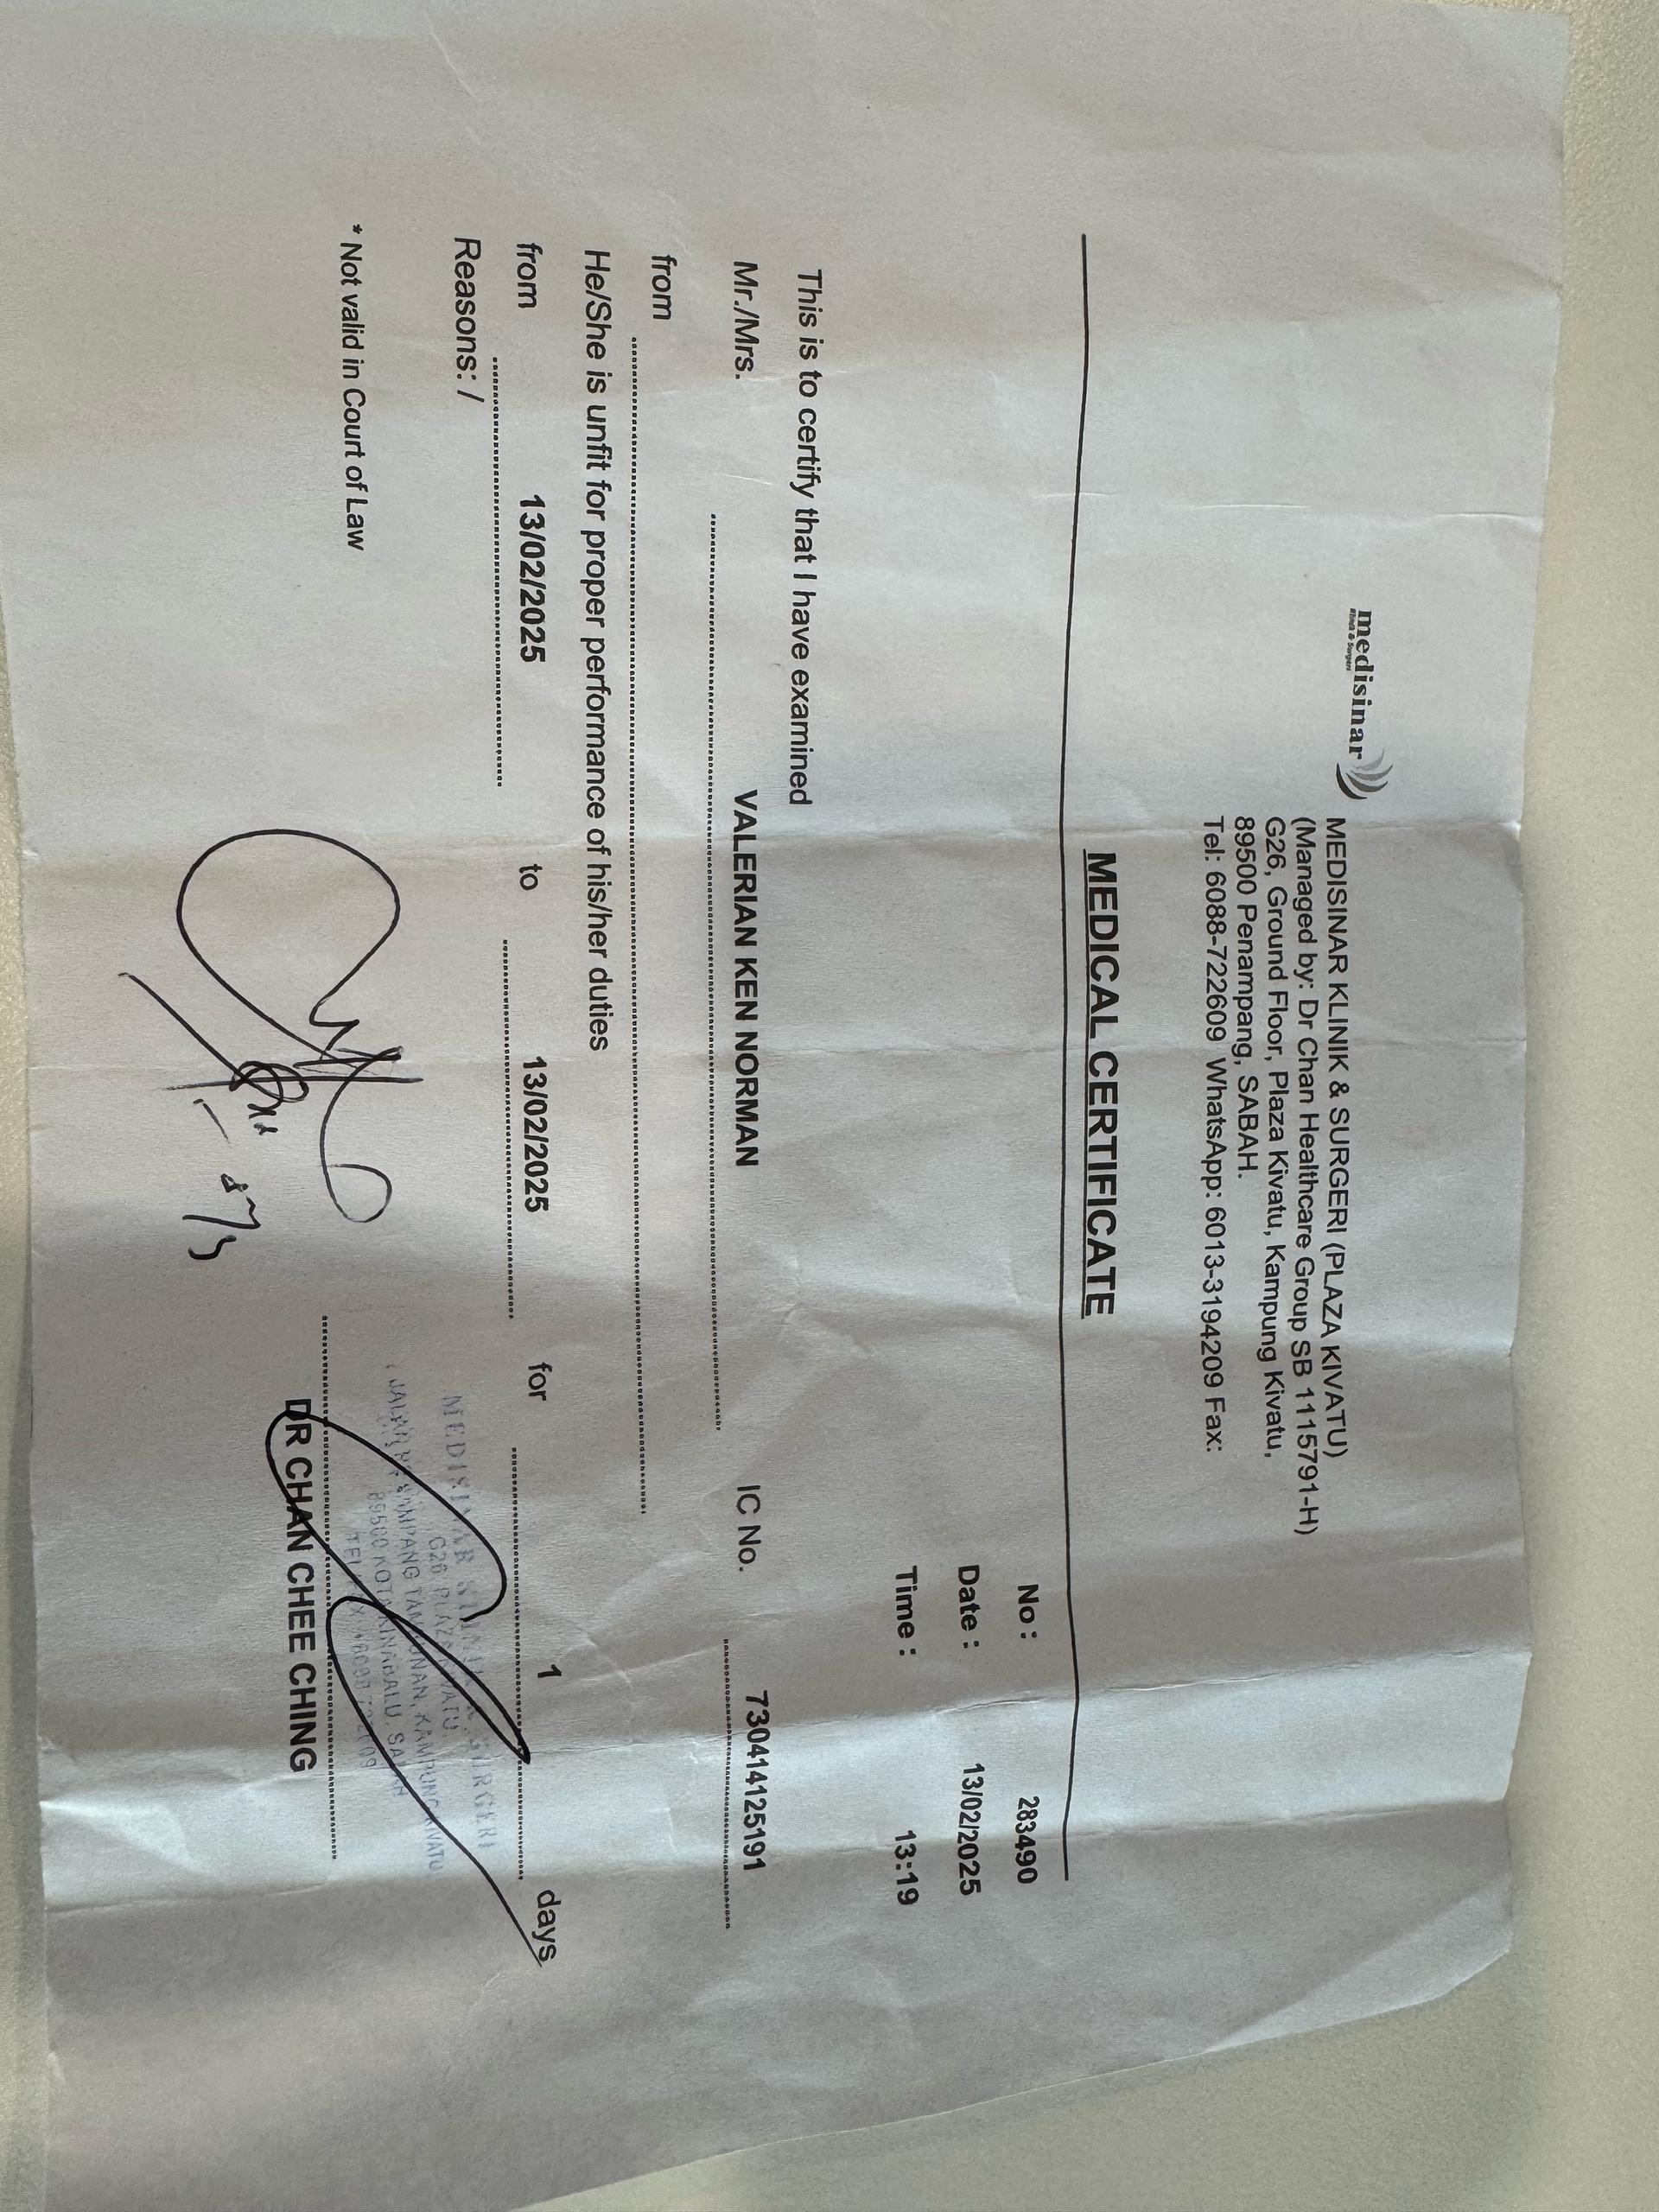 medisinar
Klinik & Surgeri
MEDISINAR KLINIK & SURGERI (PLAZA KIVATU)
(Managed by: Dr Chan Healthcare Group SB 1115791-H)
G26, Ground Floor, Plaza Kivatu, Kampung Kivatu,
89500 Penampang, SABAH.
Tel: 6088-722609 WhatsApp: 6013-3194209 Fax:
MEDICAL CERTIFICATE
No : 283490
Date : 13/02/2025
Time : 13:19
This is to certify that I have examined
Mr./Mrs. VALERIAN KEN NORMAN IC No. 730414125191
from
He/She is unfit for proper performance of his/her duties
from 13/02/2025 to 13/02/2025 for 1 days
Reasons: /
MEDISINAR KLINIK & SURGERI
G26, PLAZA KIVATU,
JALAN PENAMPANG TAMBUNAN, KAMPUNG KIVATU
89500 KOTA KINABALU, SABAH
* Not valid in Court of Law
DR CHAN CHEE CHING